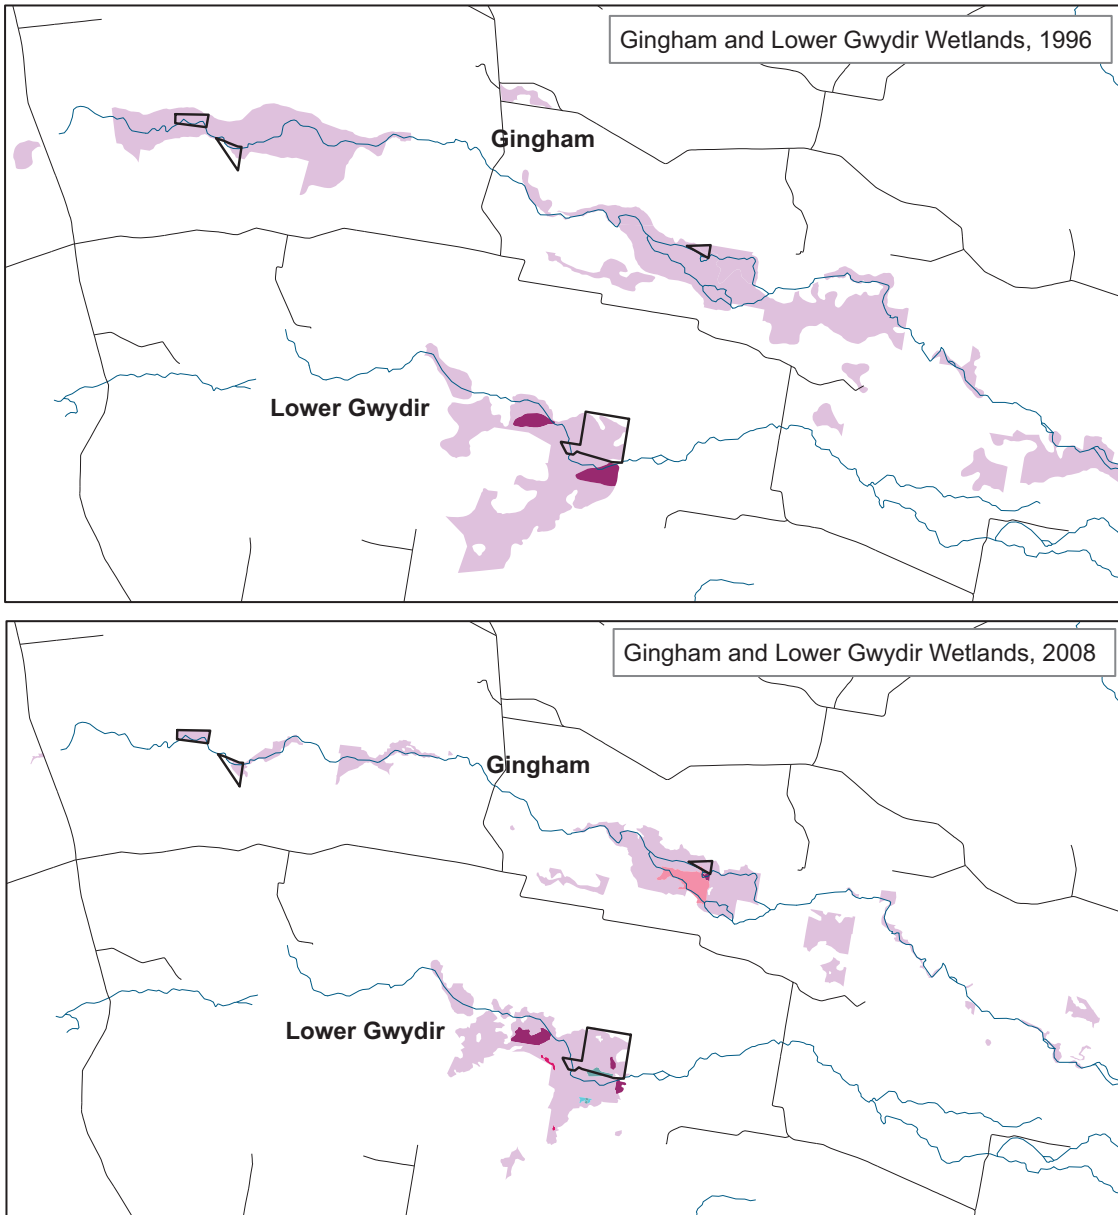 Gingham and Lower Gwydir Wetlands, 1996
Gingham
Lower Gwydir
Gingham and Lower Gwydir Wetlands, 2008
Gingham
Lower Gwydir